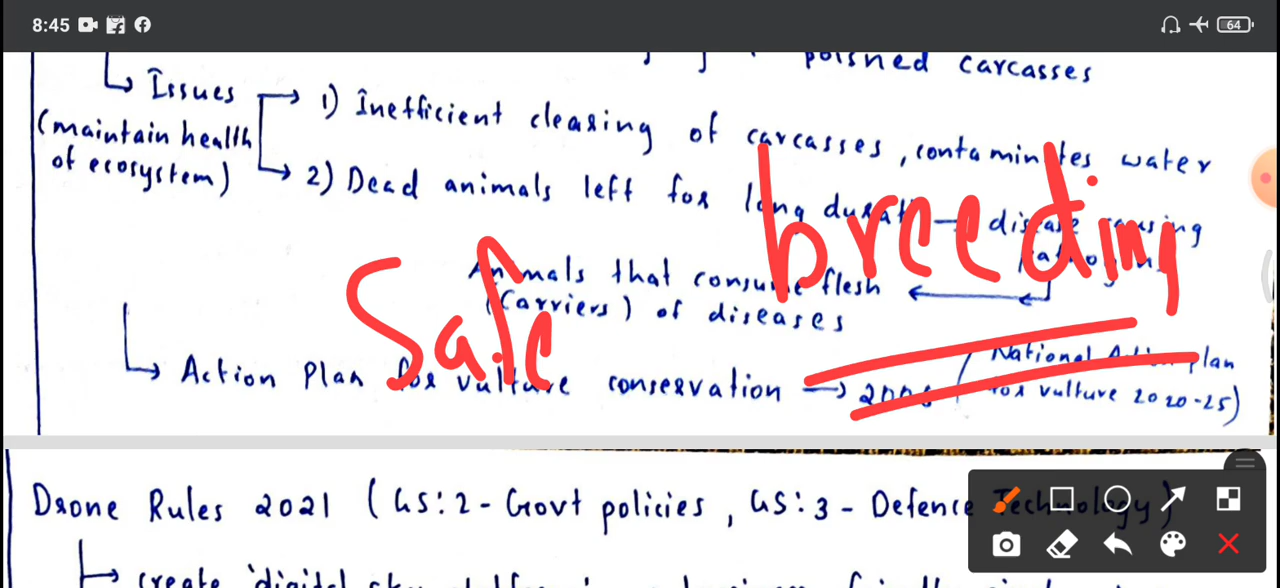 8:45
64
poisned carcasses
Issues
(maintain health of ecosystem)
1) Inefficient clearing of carcasses, contaminates water
2) Dead animals left for long durat → disease causing
Animals that consume flesh
(Carriers) of diseases
breeding
Safe
Action Plan for vulture conservation → 
(National Action plan
for vulture 2020-25)
Drone Rules 2021 (GS:2 - Govt policies, GS:3 - Defence Technology)
create digital sky